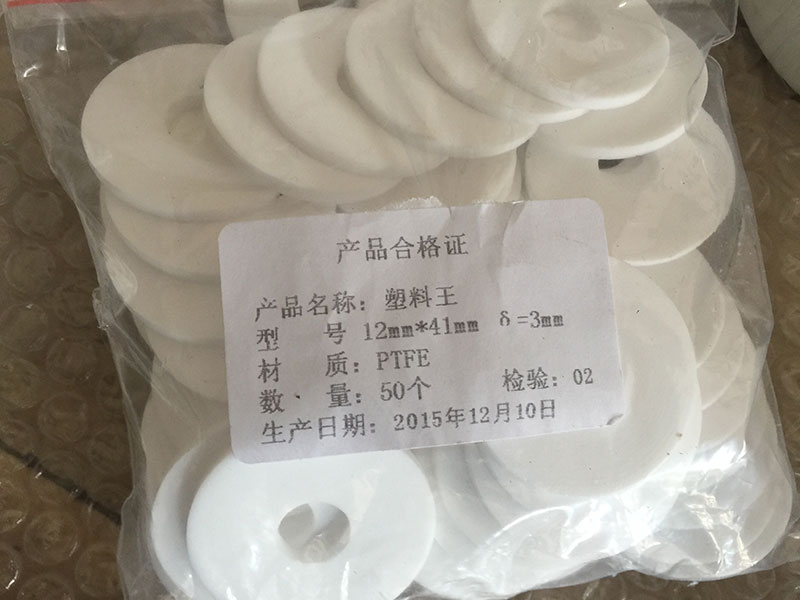 产品合格证
产品名称：塑料王
型 号 12mm*41mm δ=3mm
材 质：PTFE
数 量：50个 检验：02
生产日期：2015年12月10日